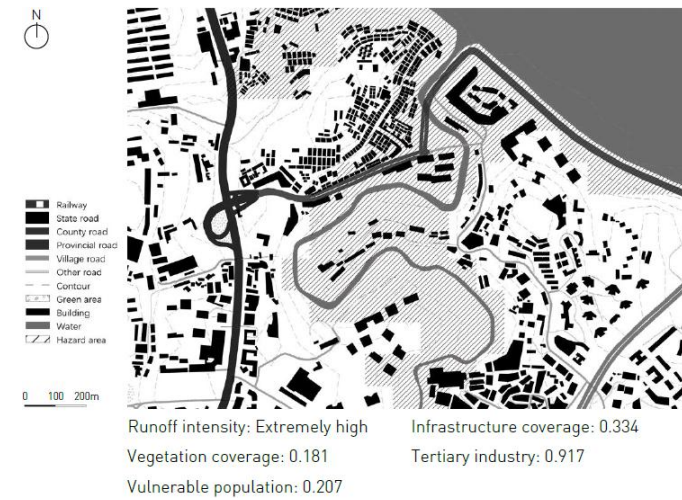 N
Railway
State road
County road
Provincial road
Village road
Other road
Contour
Green area
Building
Water
Hazard area
0 100 200m
Runoff intensity: Extremely high Infrastructure coverage: 0.334
Vegetation coverage: 0.181 Tertiary industry: 0.917
Vulnerable population: 0.207